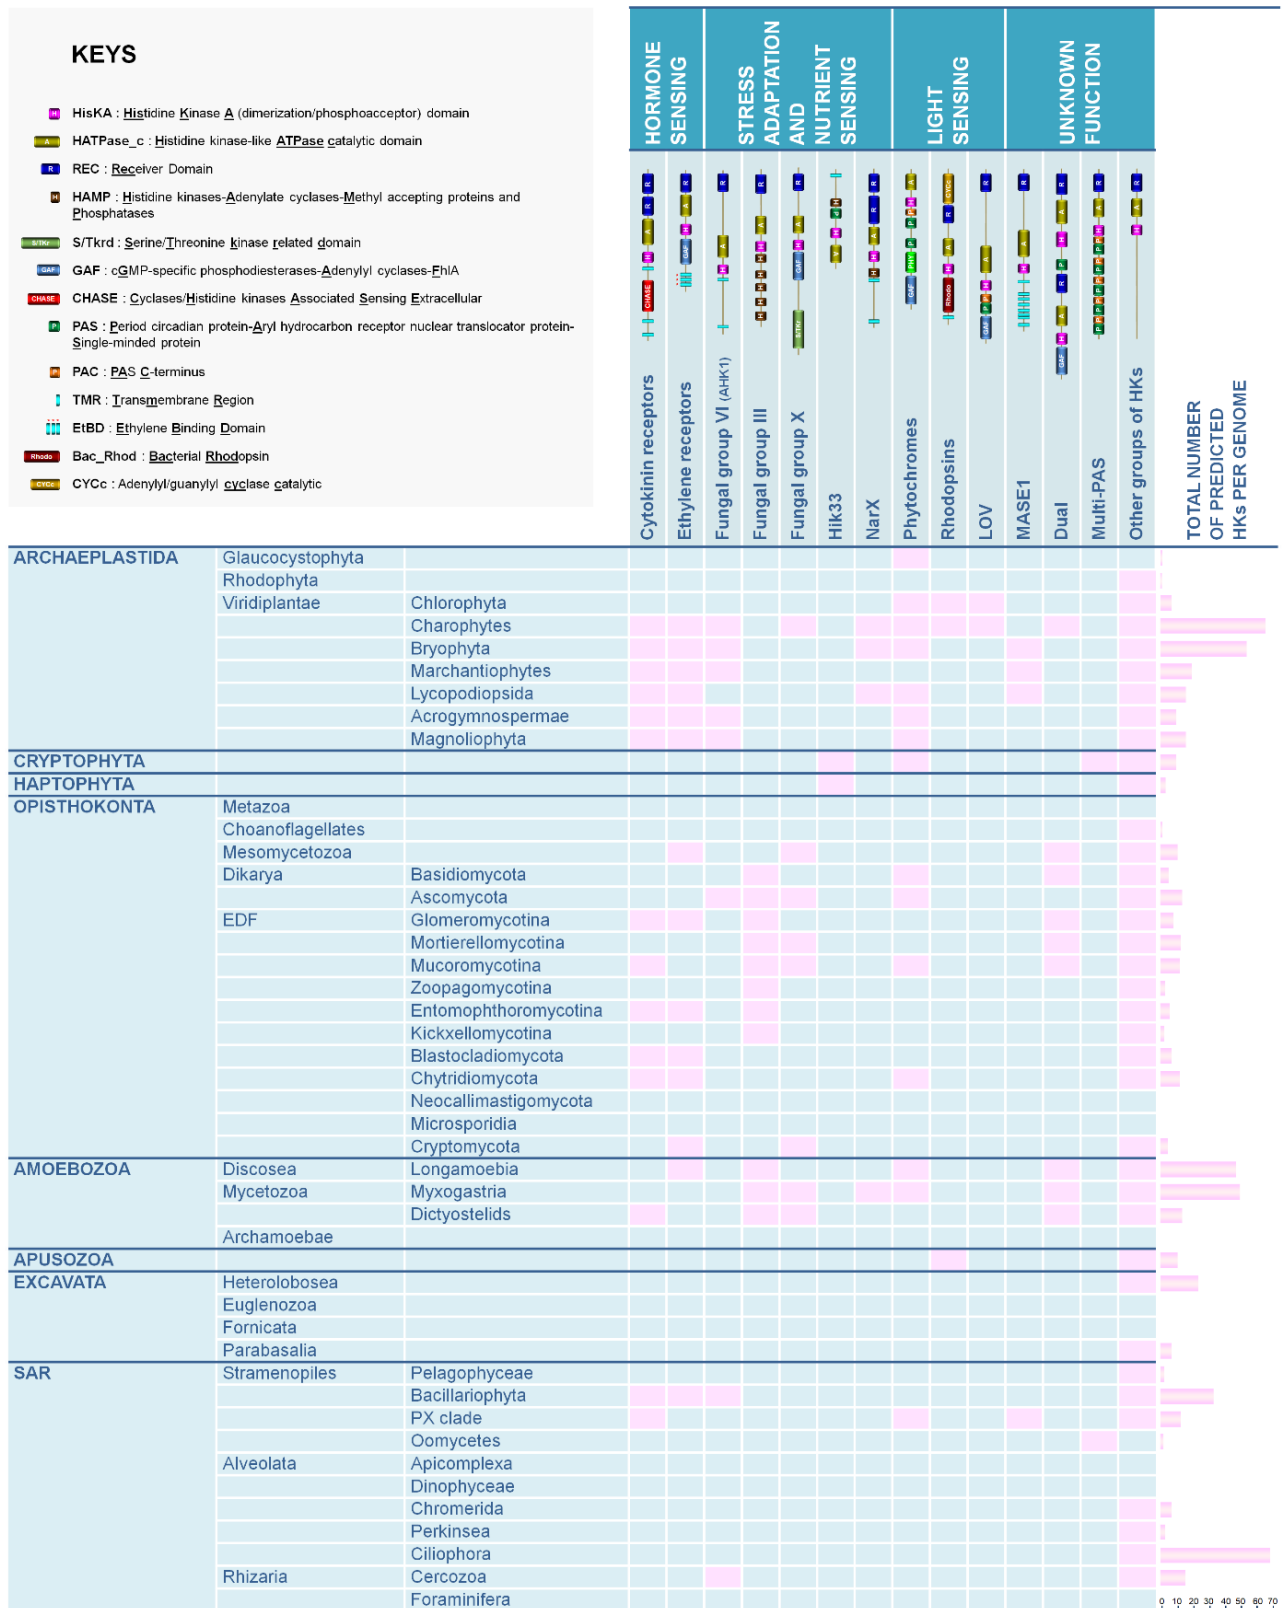 KEYS
HisKA : Histidine Kinase A (dimerization/phosphoacceptor) domain
HATPase_c : Histidine kinase-like ATPase catalytic domain
REC : Receiver Domain
HAMP : Histidine kinases-Adenylate cyclases-Methyl accepting proteins and
Phosphatases
S/Tkrd : Serine/Threonine kinase related domain
GAF : cGMP-specific phosphodiesterases-Adenylyl cyclases-FhlA
CHASE : Cyclases/Histidine kinases Associated Sensing Extracellular
PAS : Period circadian protein-Aryl hydrocarbon receptor nuclear translocator protein-
Single-minded protein
PAC : PAS C-terminus
TMR : Transmembrane Region
EtBD : Ethylene Binding Domain
Bac_Rhod : Bacterial Rhodopsin
CYCc : Adenylyl/guanylyl cyclase catalytic
HORMONE
SENSING
STRESS
ADAPTATION
AND
NUTRIENT
SENSING
LIGHT
SENSING
UNKNOWN
FUNCTION
Cytokinin receptors
Ethylene receptors
Fungal group VI (AHK1)
Fungal group III
Fungal group X
Hik33
NarX
Phytochromes
Rhodopsins
LOV
MASE1
Dual
Multi-PAS
Other groups of HKs
TOTAL NUMBER
OF PREDICTED
HKs PER GENOME
ARCHAEPLASTIDA Glaucocystophyta
Rhodophyta
Viridiplantae Chlorophyta
Charophytes
Bryophyta
Marchantiophytes
Lycopodiopsida
Acrogymnospermae
Magnoliophyta
CRYPTOPHYTA
HAPTOPHYTA
OPISTHOKONTA Metazoa
Choanoflagellates
Mesomycetozoa
Dikarya Basidiomycota
Ascomycota
EDF Glomeromycotina
Mortierellomycotina
Mucoromycotina
Zoopagomycotina
Entomophthoromycotina
Kickxellomycotina
Blastocladiomycota
Chytridiomycota
Neocallimastigomycota
Microsporidia
Cryptomycota
AMOEBOZOA Discosea Longamoebia
Mycetozoa Myxogastria
Dictyostelids
Archamoebae
APUSOZOA
EXCAVATA Heterolobosea
Euglenozoa
Fornicata
Parabasalia
SAR Stramenopiles Pelagophyceae
Bacillariophyta
PX clade
Oomycetes
Alveolata Apicomplexa
Dinophyceae
Chromerida
Perkinsea
Ciliophora
Rhizaria Cercozoa
Foraminifera
0 10 20 30 40 50 60 70